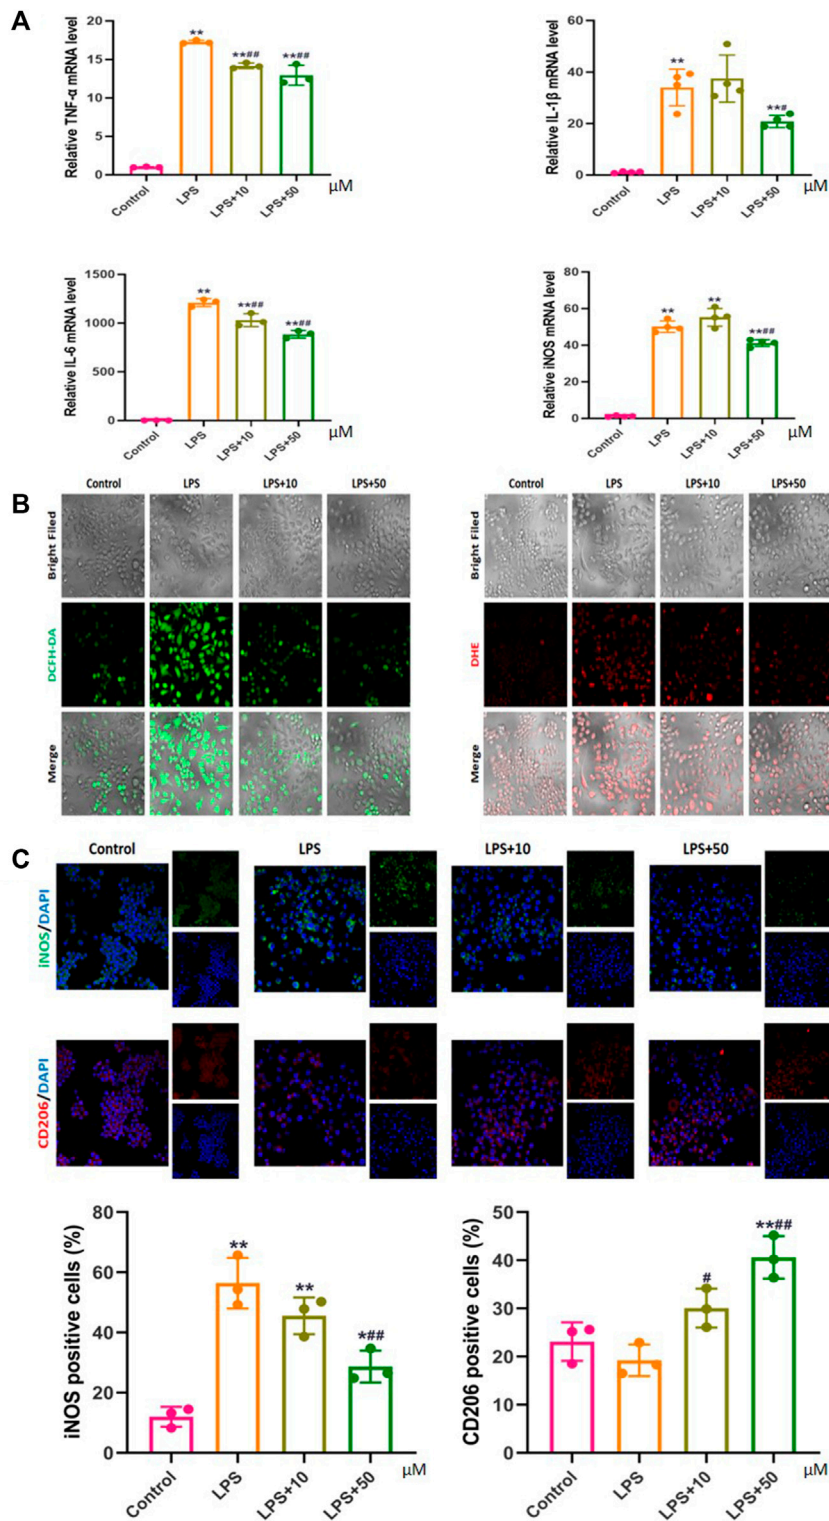 A
Relative TNF-α mRNA level
20
15
10
5
0
**
**##
**##
Control
LPS
LPS+10
LPS+50
μM
Relative IL-1β mRNA level
60
40
20
0
**
**#
Control
LPS
LPS+10
LPS+50
μM
Relative IL-6 mRNA level
1500
1000
500
0
**
**##
**##
Control
LPS
LPS+10
LPS+50
μM
Relative iNOS mRNA level
80
60
40
20
0
**
**
**##
Control
LPS
LPS+10
LPS+50
μM
B
Control LPS LPS+10 LPS+50
Bright Filed
DCFH-DA
Merge
Control LPS LPS+10 LPS+50
Bright Filed
DHE
Merge
C
Control LPS LPS+10 LPS+50
iNOS/DAPI
CD206/DAPI
iNOS positive cells (%)
80
60
40
20
0
**
**
*##
Control
LPS
LPS+10
LPS+50
μM
CD206 positive cells (%)
50
40
30
20
10
0
#
**##
Control
LPS
LPS+10
LPS+50
μM